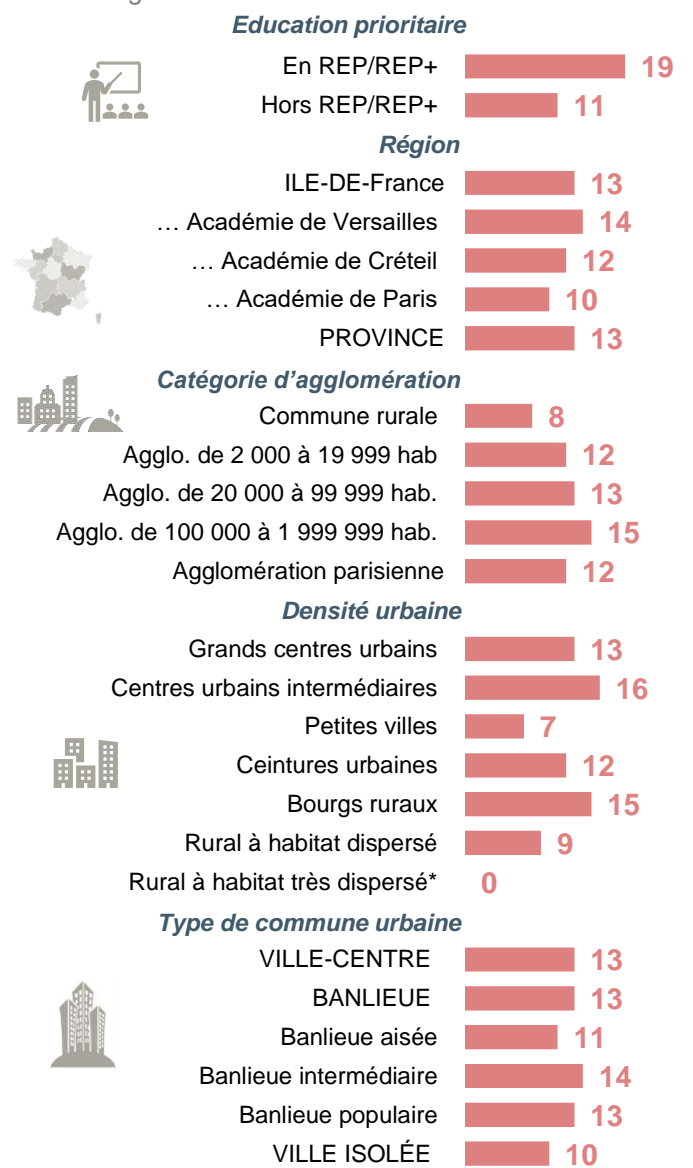 Education prioritaire
En REP/REP+ 19
Hors REP/REP+ 11
Région
ILE-DE-France 13
… Académie de Versailles 14
… Académie de Créteil 12
… Académie de Paris 10
PROVINCE 13
Catégorie d’agglomération
Commune rurale 8
Agglo. de 2 000 à 19 999 hab 12
Agglo. de 20 000 à 99 999 hab. 13
Agglo. de 100 000 à 1 999 999 hab. 15
Agglomération parisienne 12
Densité urbaine
Grands centres urbains 13
Centres urbains intermédiaires 16
Petites villes 7
Ceintures urbaines 12
Bourgs ruraux 15
Rural à habitat dispersé 9
Rural à habitat très dispersé* 0
Type de commune urbaine
VILLE-CENTRE 13
BANLIEUE 13
Banlieue aisée 11
Banlieue intermédiaire 14
Banlieue populaire 13
VILLE ISOLÉE 10